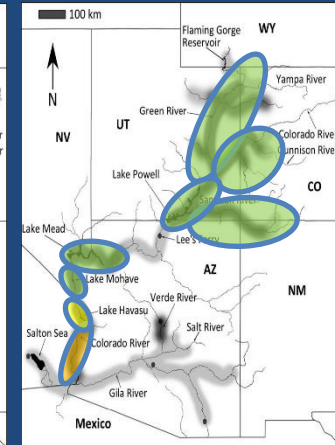 100 km
WY
Flaming Gorge
Reservoir
Yampa River
N
Green River
NV
UT
Colorado Rive
Gunnison Rive
Lake Powell
CO
Lake Mead
Lee's Ferry
AZ
Lake Mohave
NM
Verde River
Lake Havasu
Salt River
Salton Sea
Colorado River
Gila River
Mexico